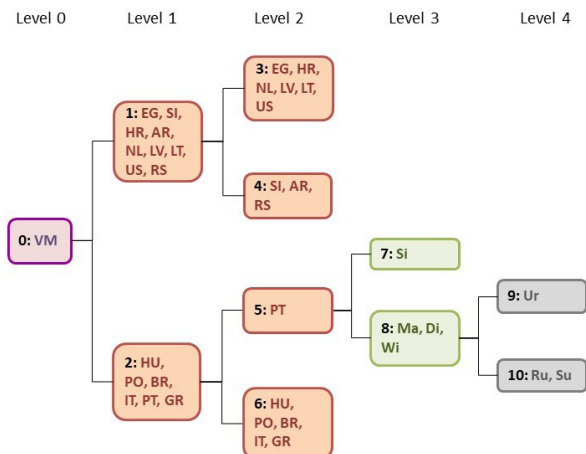 Level 0
Level 1
Level 2
Level 3
Level 4
0: VM
1: EG, SI,
HR, AR,
NL, LV, LT,
US, RS
2: HU,
PO, BR,
IT, PT, GR
3: EG, HR,
NL, LV, LT,
US
4: SI, AR,
RS
5: PT
6: HU,
PO, BR,
IT, GR
7: Si
8: Ma, Di,
Wi
9: Ur
10: Ru, Su